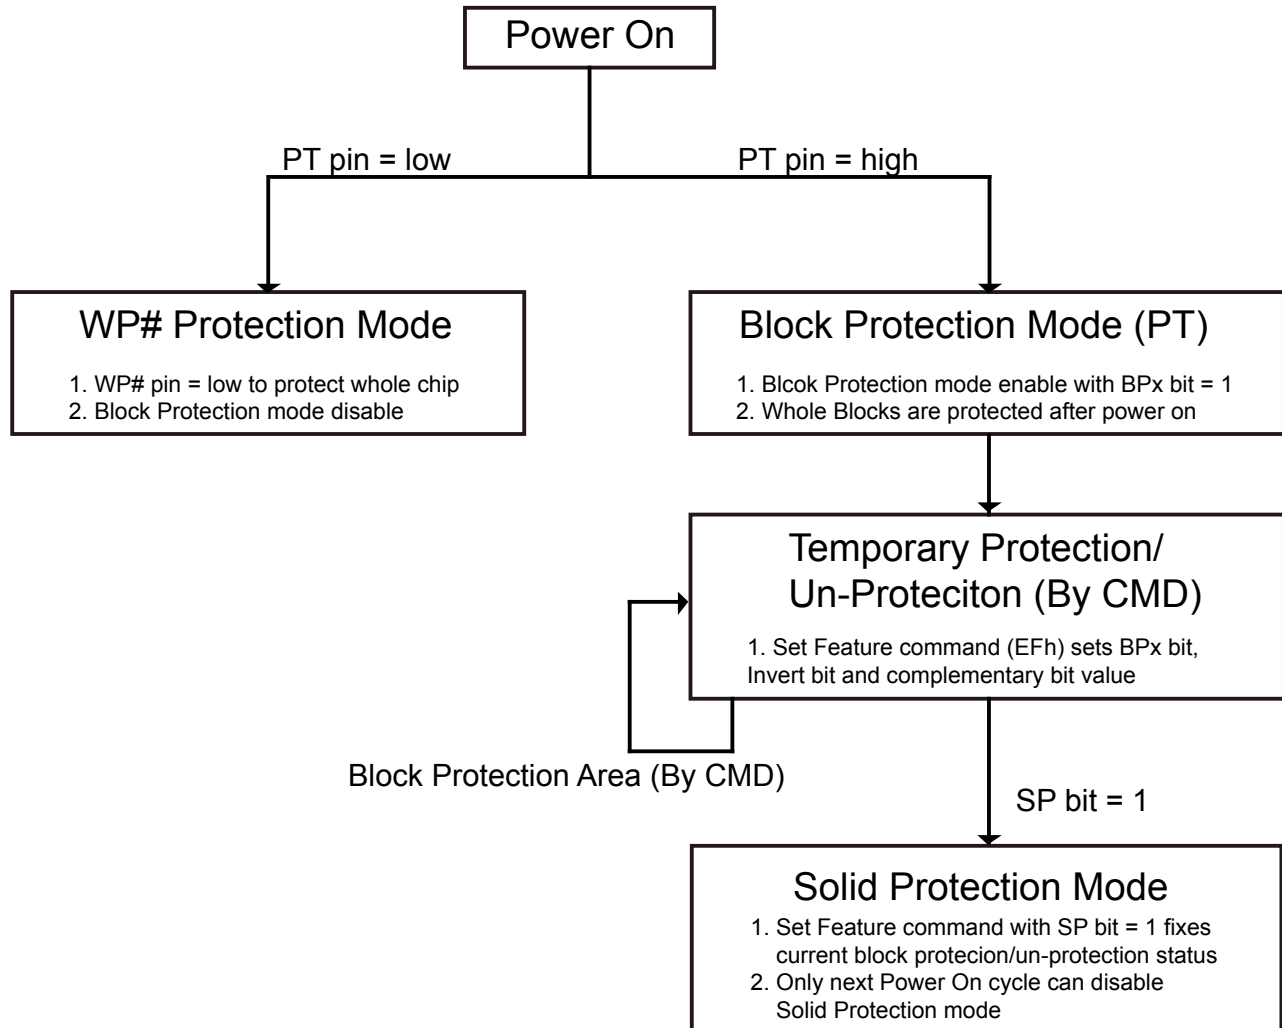 Power On
PT pin = low
PT pin = high
WP# Protection Mode
1. WP# pin = low to protect whole chip
2. Block Protection mode disable
Block Protection Mode (PT)
1. Blcok Protection mode enable with BPx bit = 1
2. Whole Blocks are protected after power on
Temporary Protection/
Un-Proteciton (By CMD)
1. Set Feature command (EFh) sets BPx bit,
Invert bit and complementary bit value
Block Protection Area (By CMD)
SP bit = 1
Solid Protection Mode
1. Set Feature command with SP bit = 1 fixes
current block protecion/un-protection status
2. Only next Power On cycle can disable
Solid Protection mode